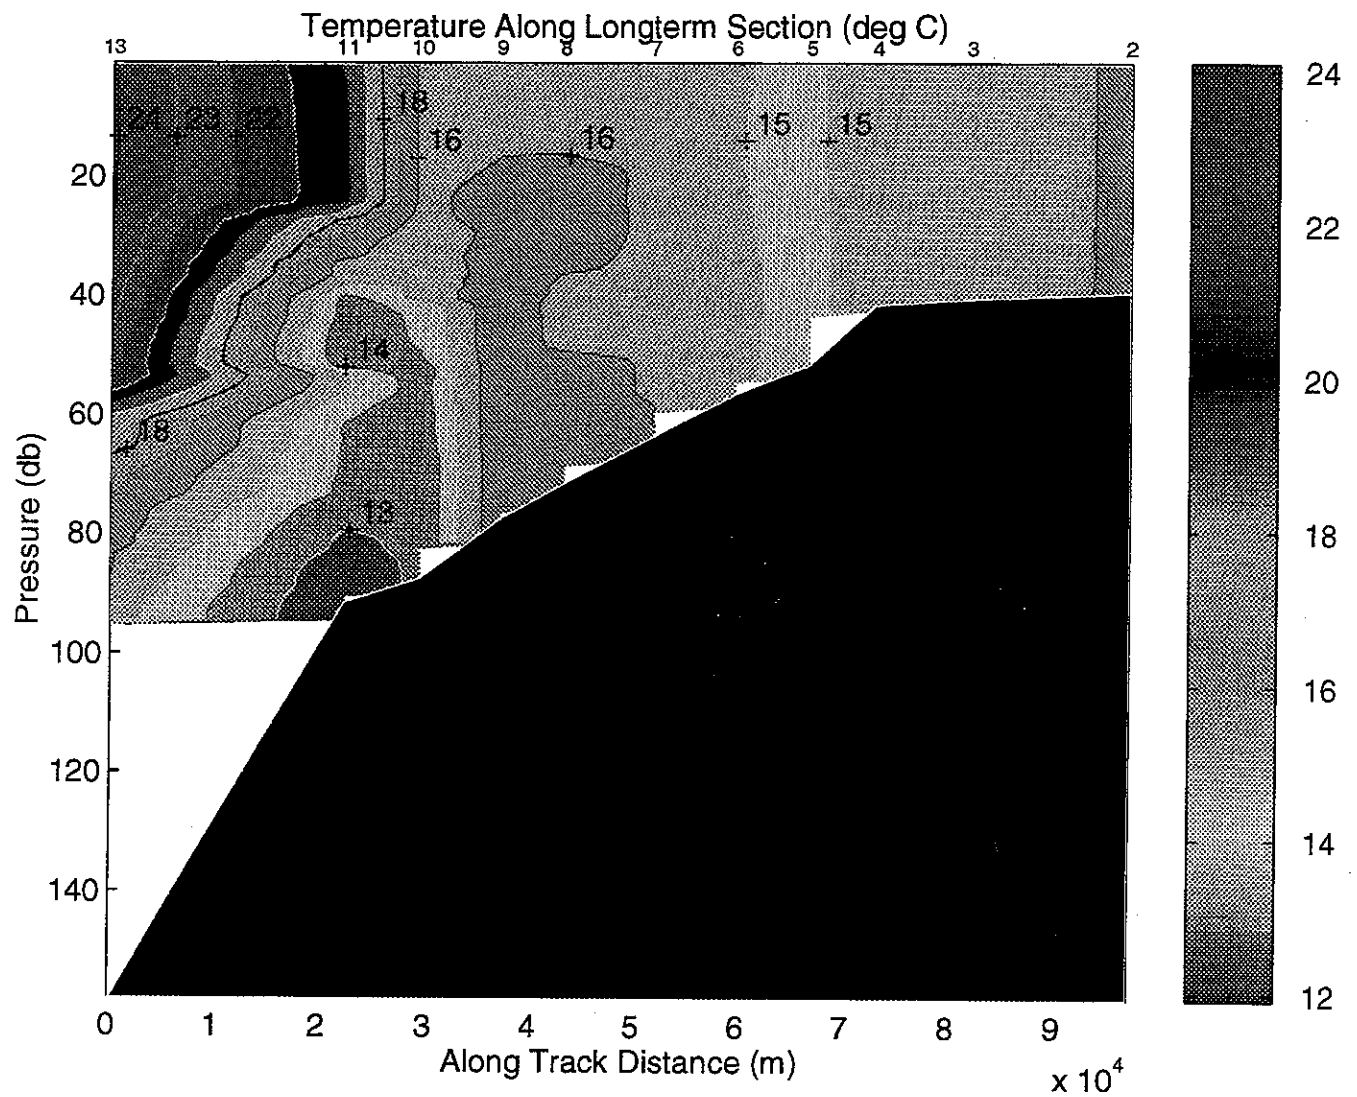 Temperature Along Longterm Section (deg C)
13 11 10 9 8 7 6 5 4 3 2
24 23 22 18 16 16 15 15
14
18
13
Pressure (db)
20
40
60
80
100
120
140
0 1 2 3 4 5 6 7 8 9
Along Track Distance (m)
x 10⁴
24
22
20
18
16
14
12